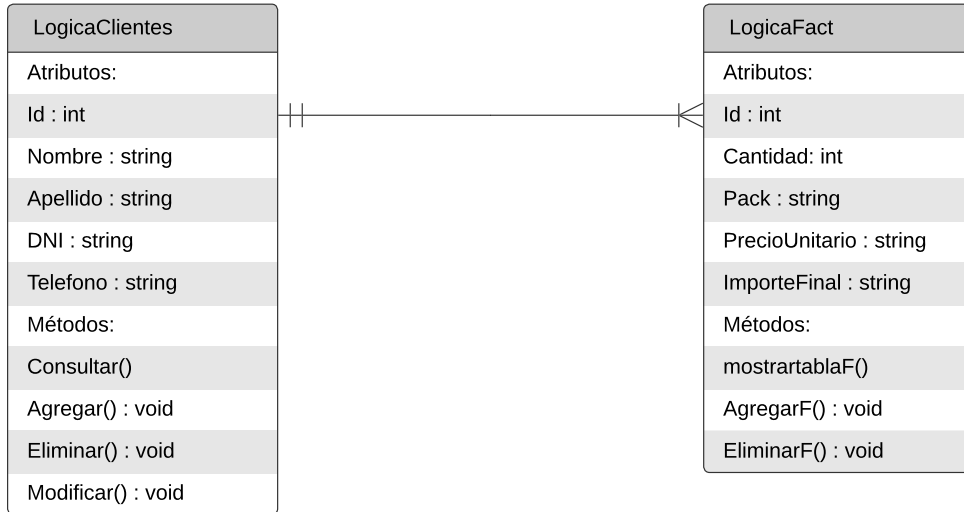 LogicaClientes
Atributos:
Id : int
Nombre : string
Apellido : string
DNI : string
Telefono : string
Métodos:
Consultar()
Agregar() : void
Eliminar() : void
Modificar() : void
LogicaFact
Atributos:
Id : int
Cantidad: int
Pack : string
PrecioUnitario : string
ImporteFinal : string
Métodos:
mostrartablaF()
AgregarF() : void
EliminarF() : void